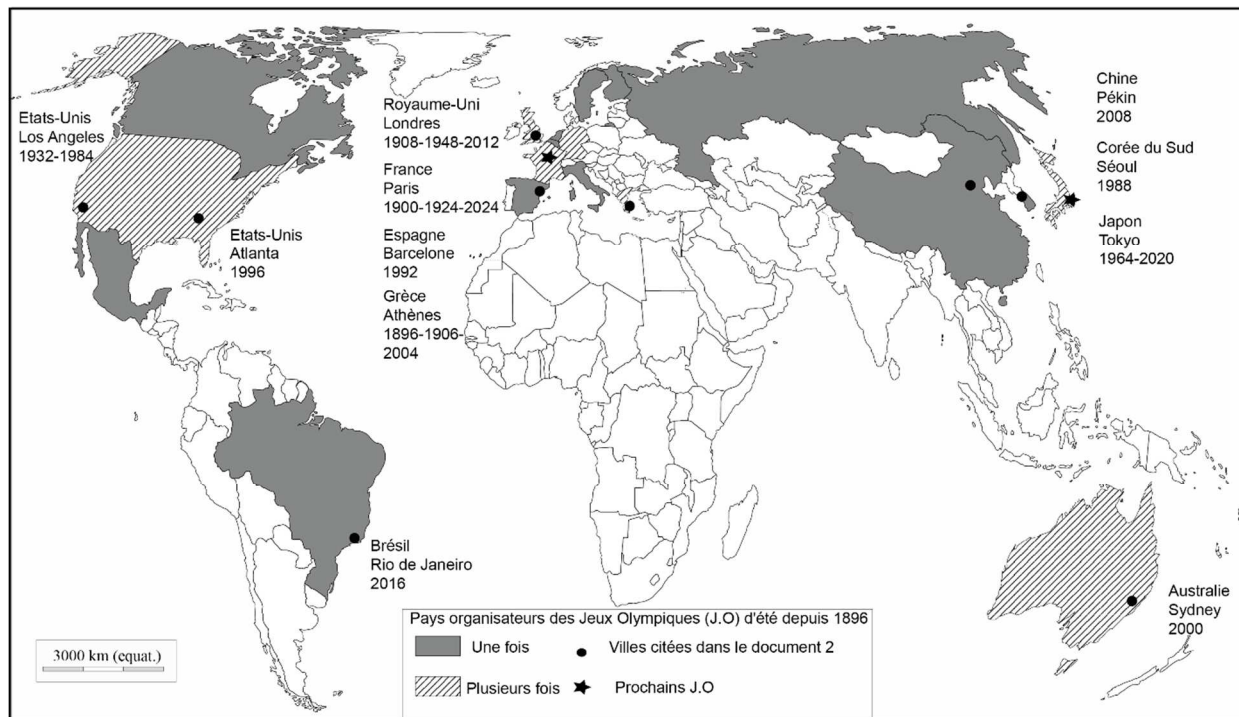 Etats-Unis
Los Angeles
1932-1984
Etats-Unis
Atlanta
1996
Royaume-Uni
Londres
1908-1948-2012
France
Paris
1900-1924-2024
Espagne
Barcelone
1992
Grèce
Athènes
1896-1906-
2004
Chine
Pékin
2008
Corée du Sud
Séoul
1988
Japon
Tokyo
1964-2020
Brésil
Rio de Janeiro
2016
Australie
Sydney
2000
3000 km (equat.)
Pays organisateurs des Jeux Olympiques (J.O) d'été depuis 1896
Une fois
Villes citées dans le document 2
Plusieurs fois
Prochains J.O